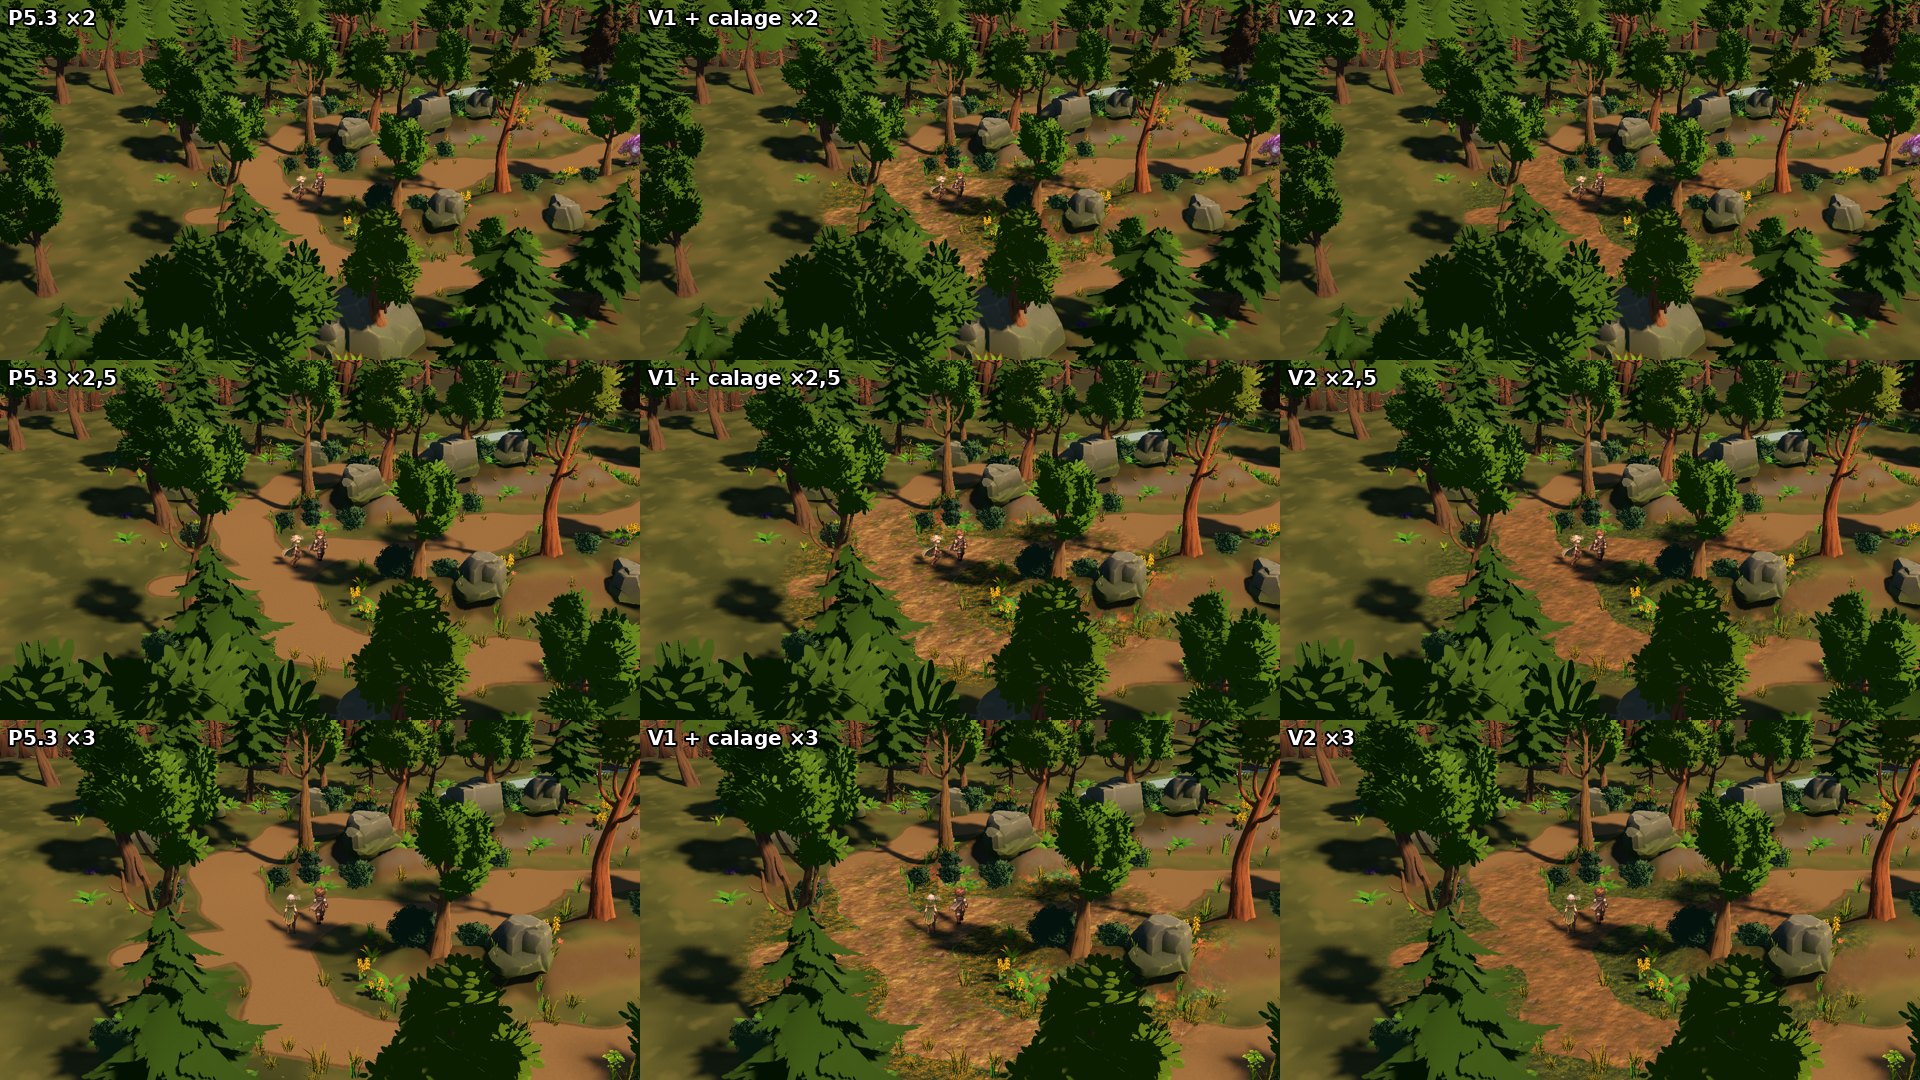 P5.3 ×2
V1 + calage ×2
V2 ×2
P5.3 ×2,5
V1 + calage ×2,5
V2 ×2,5
P5.3 ×3
V1 + calage ×3
V2 ×3